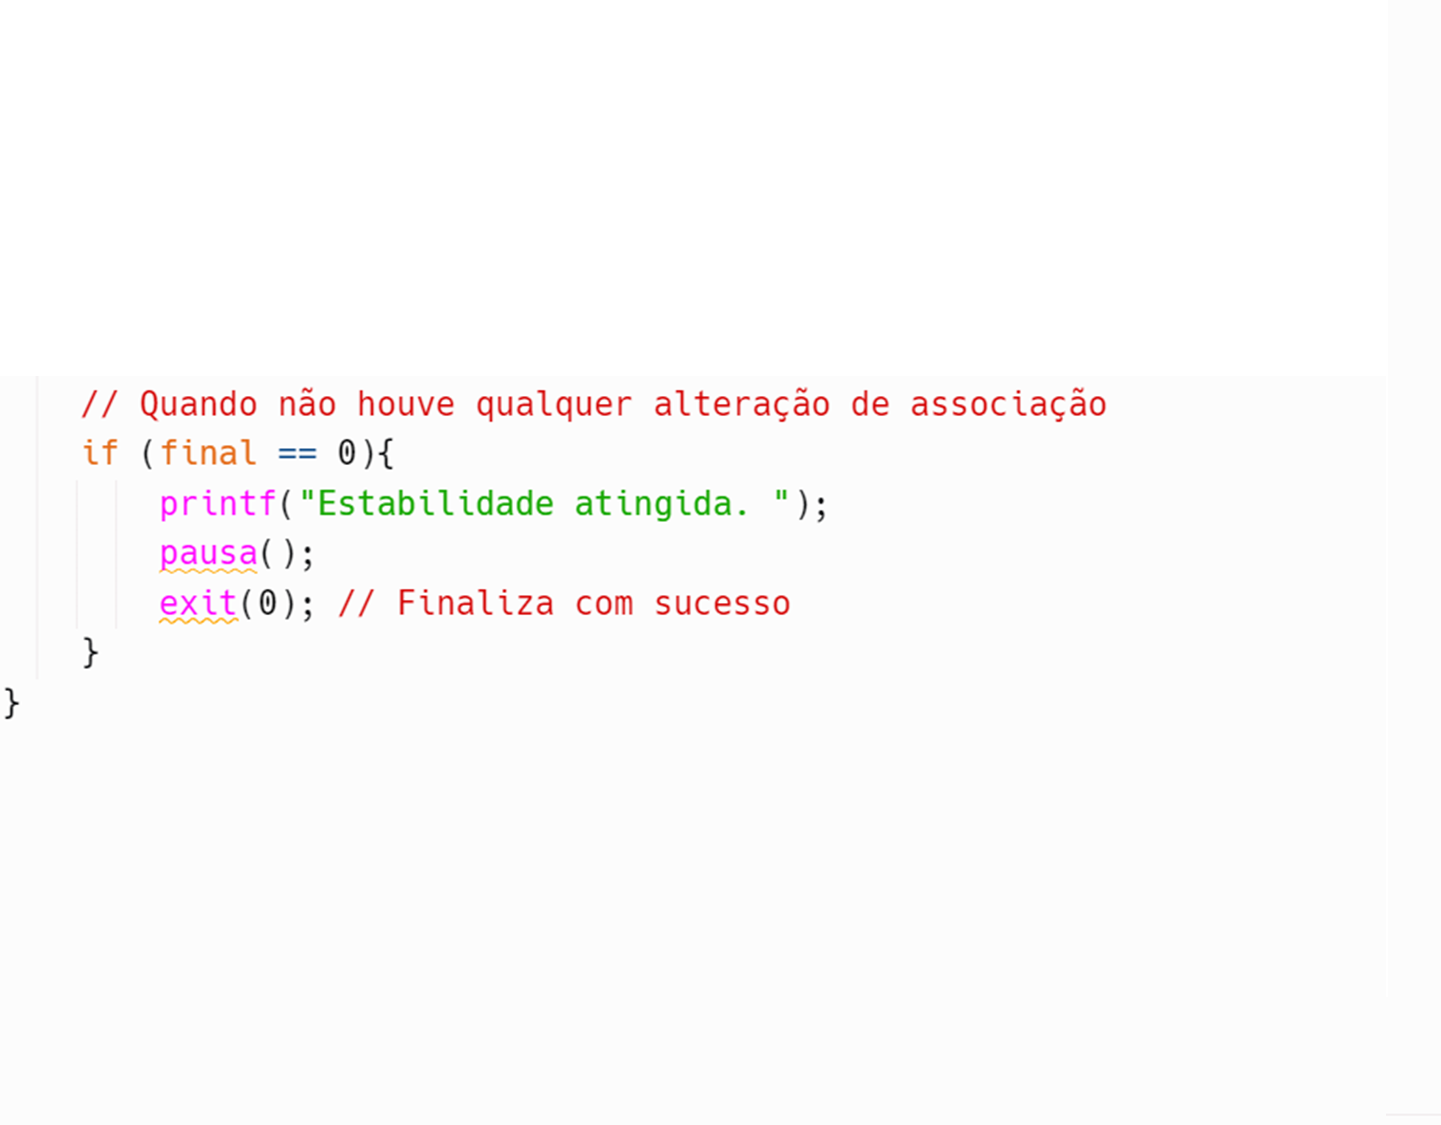 // Quando não houve qualquer alteração de associação
if (final == 0){
printf("Estabilidade atingida. ");
pausa();
exit(0); // Finaliza com sucesso
}
}